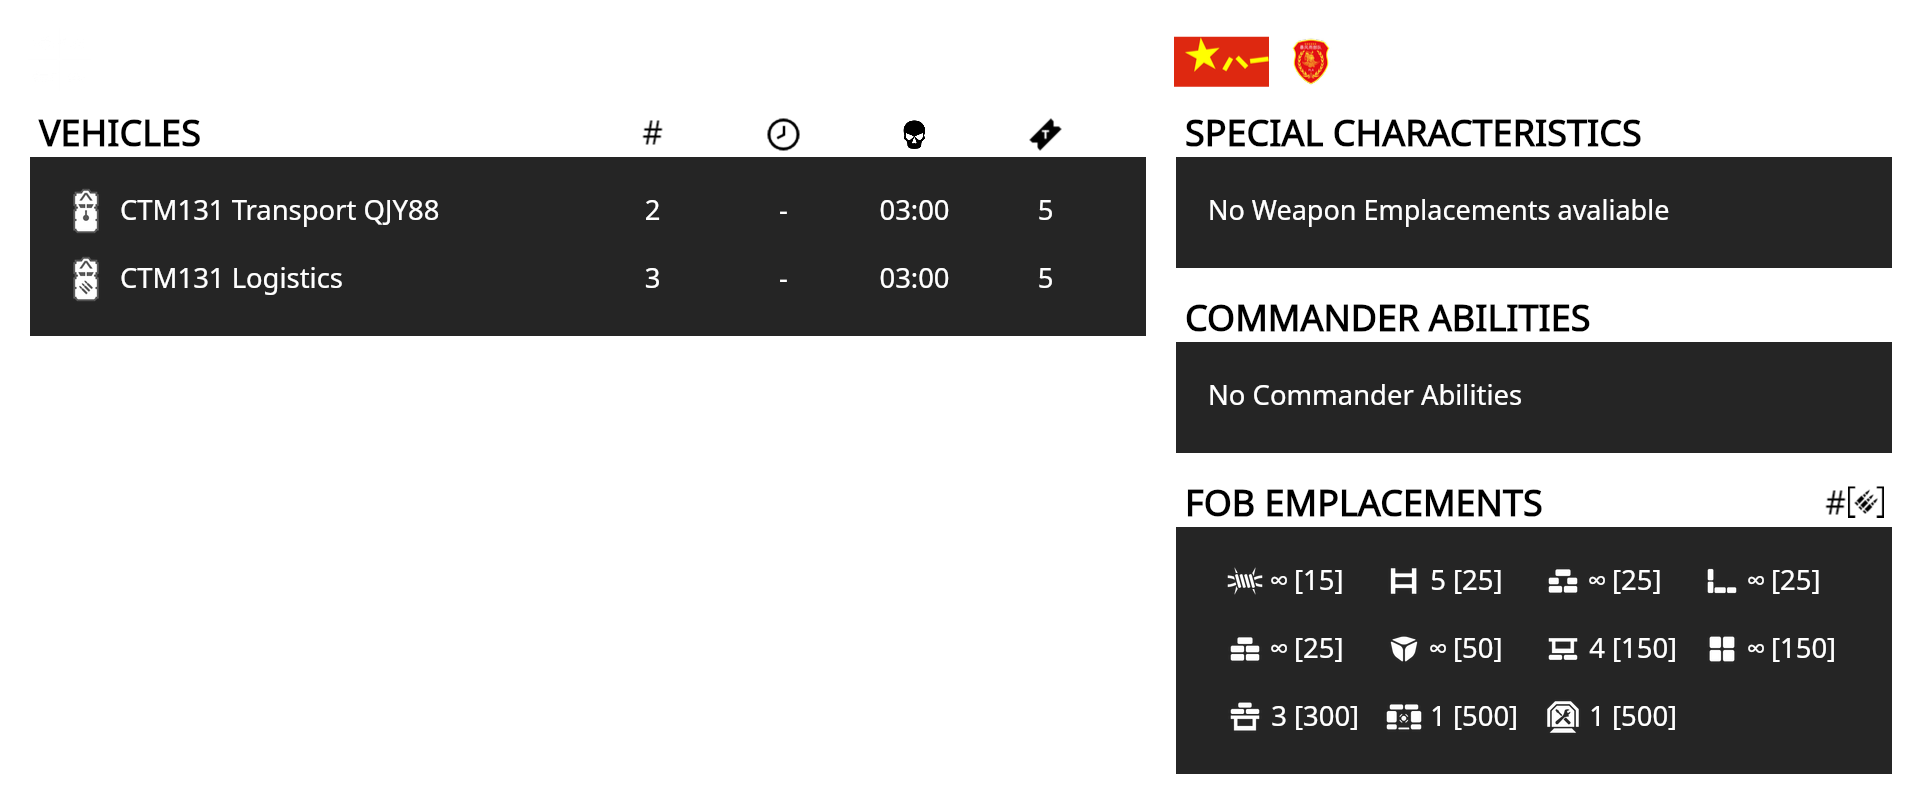 VEHICLES #
CTM131 Transport QJY88 2 - 03:00 5
CTM131 Logistics 3 - 03:00 5
八一
SPECIAL CHARACTERISTICS
No Weapon Emplacements avaliable
COMMANDER ABILITIES
No Commander Abilities
FOB EMPLACEMENTS #[ ]
∞ [15] 5 [25] ∞ [25] ∞ [25]
∞ [25] ∞ [50] 4 [150] ∞ [150]
3 [300] 1 [500] 1 [500]